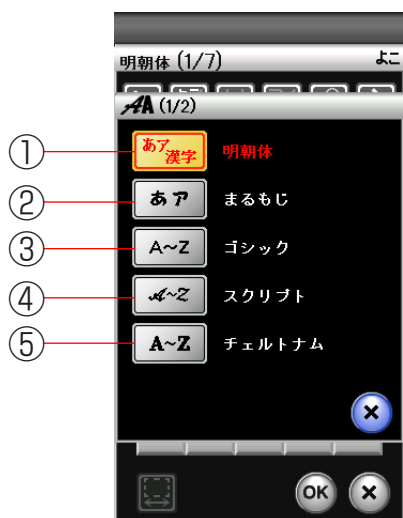 明朝体 (1/7) よこ
AA (1/2)
① あア漢字 明朝体
② あア まるもじ
③ A~Z ゴシック
④ A~Z スクリプト
⑤ A~Z チェルトナム
×
OK ×